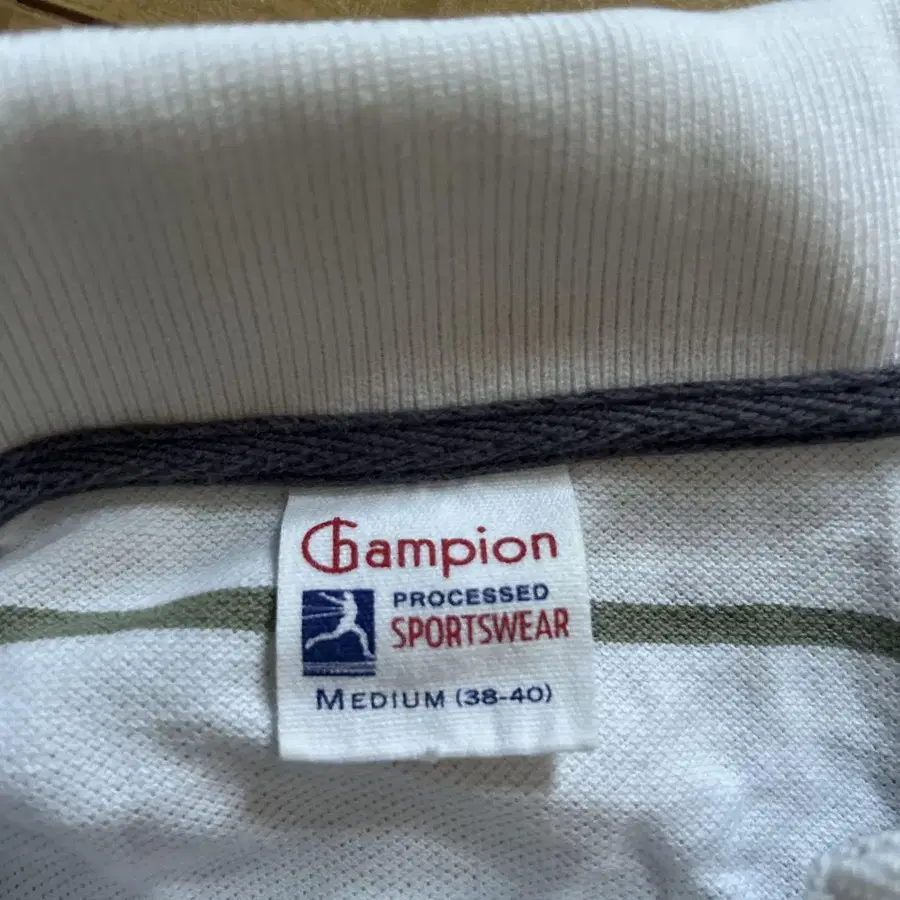 Champion
PROCESSED
SPORTSWEAR
MEDIUM (38-40)